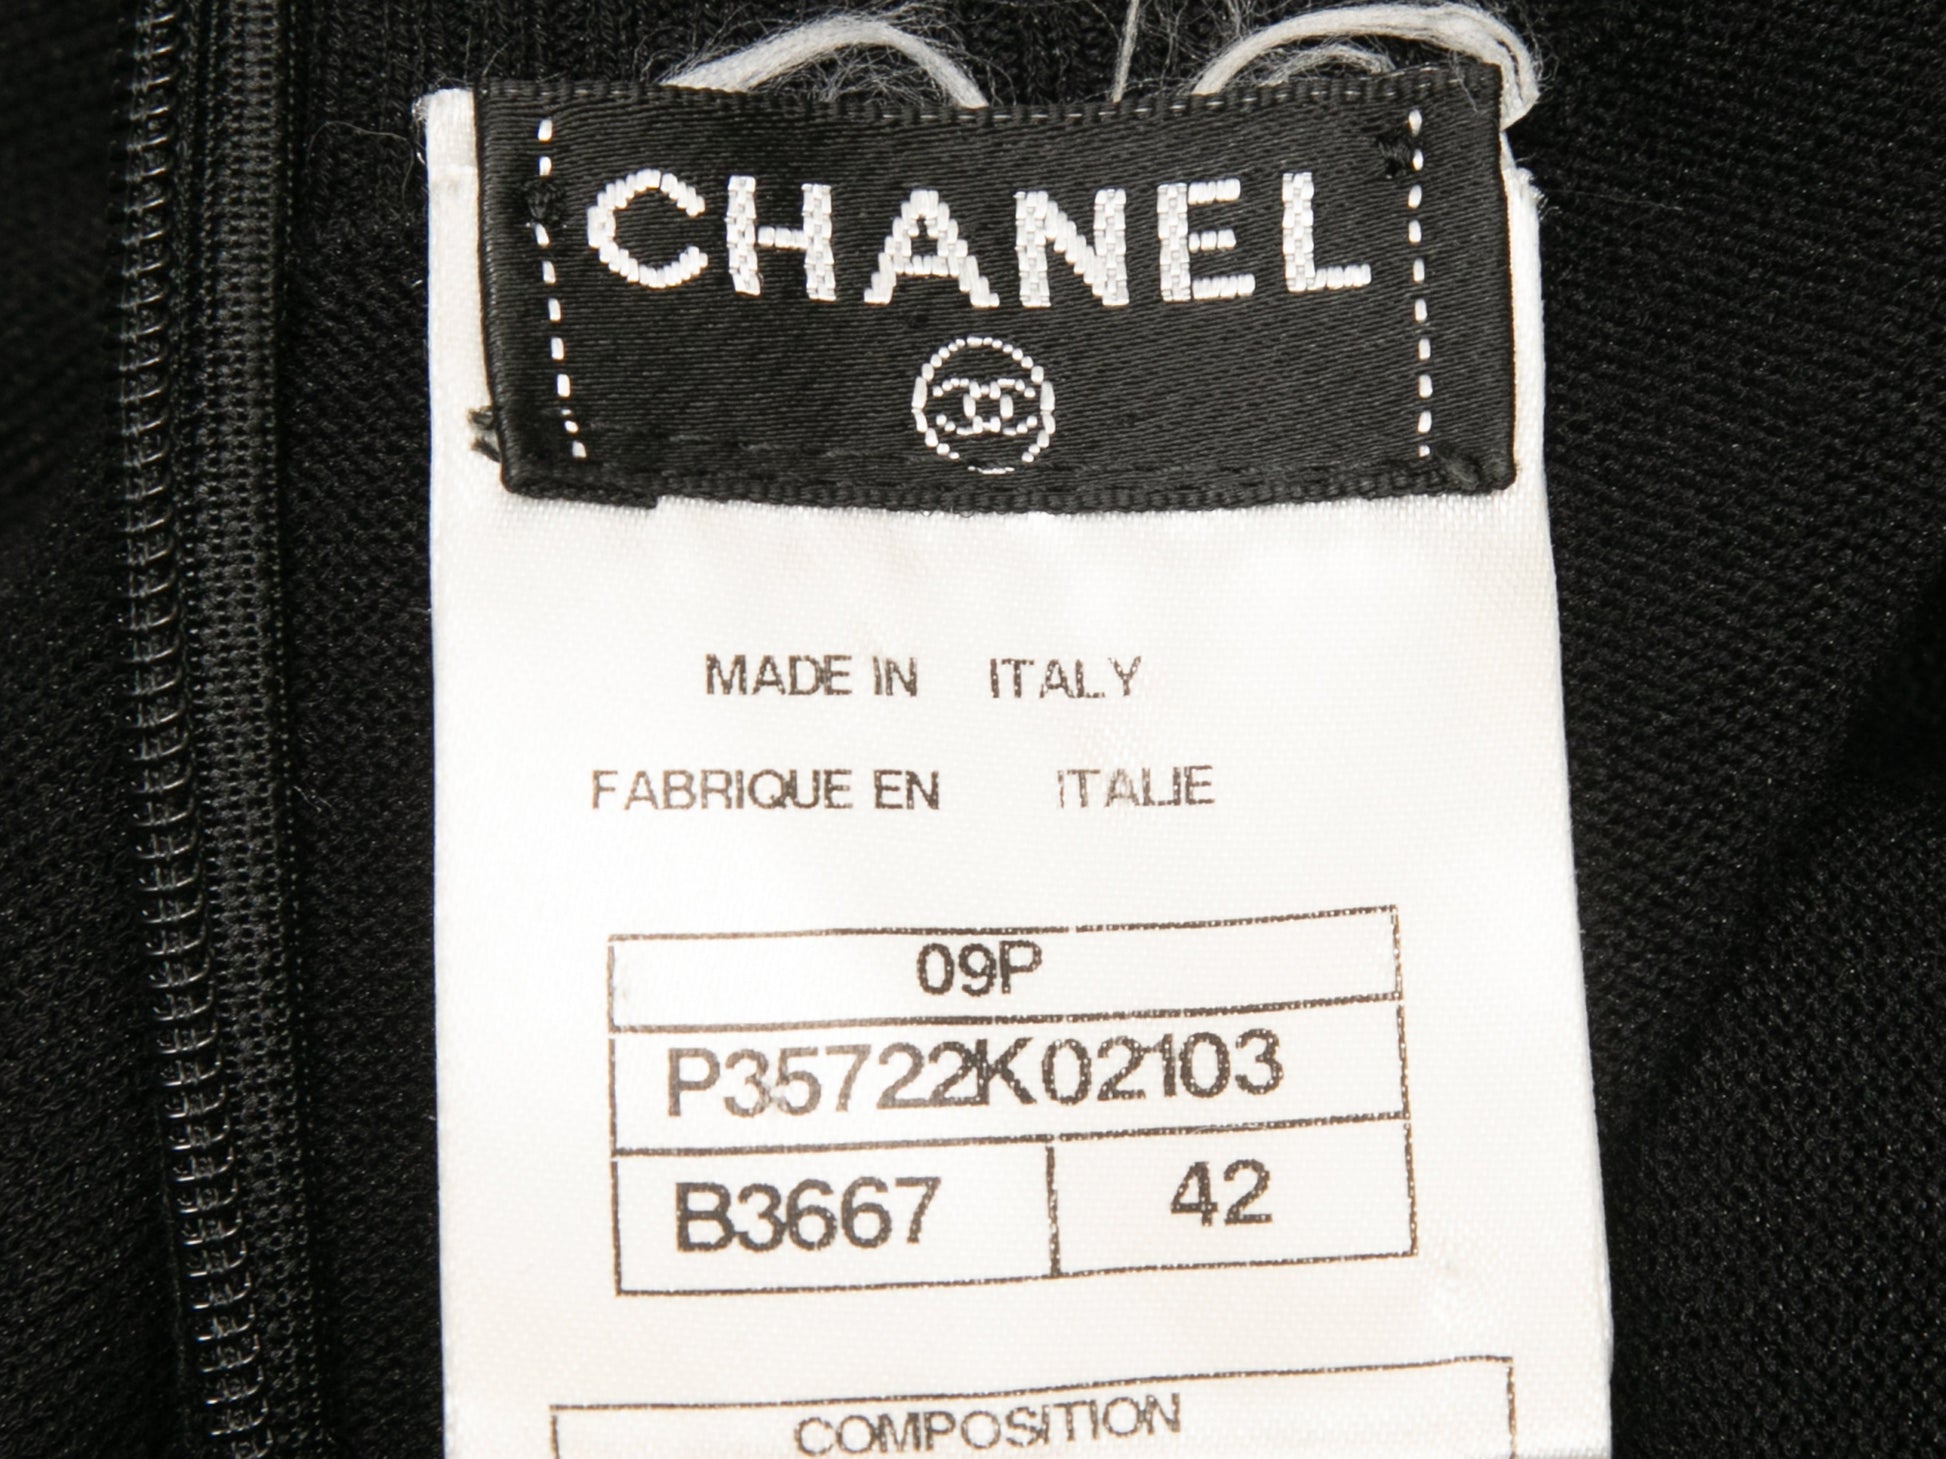 CHANEL
MADE IN ITALY
FABRIQUE EN ITALIE
09P
P35722K02103
B3667 42
COMPOSITION